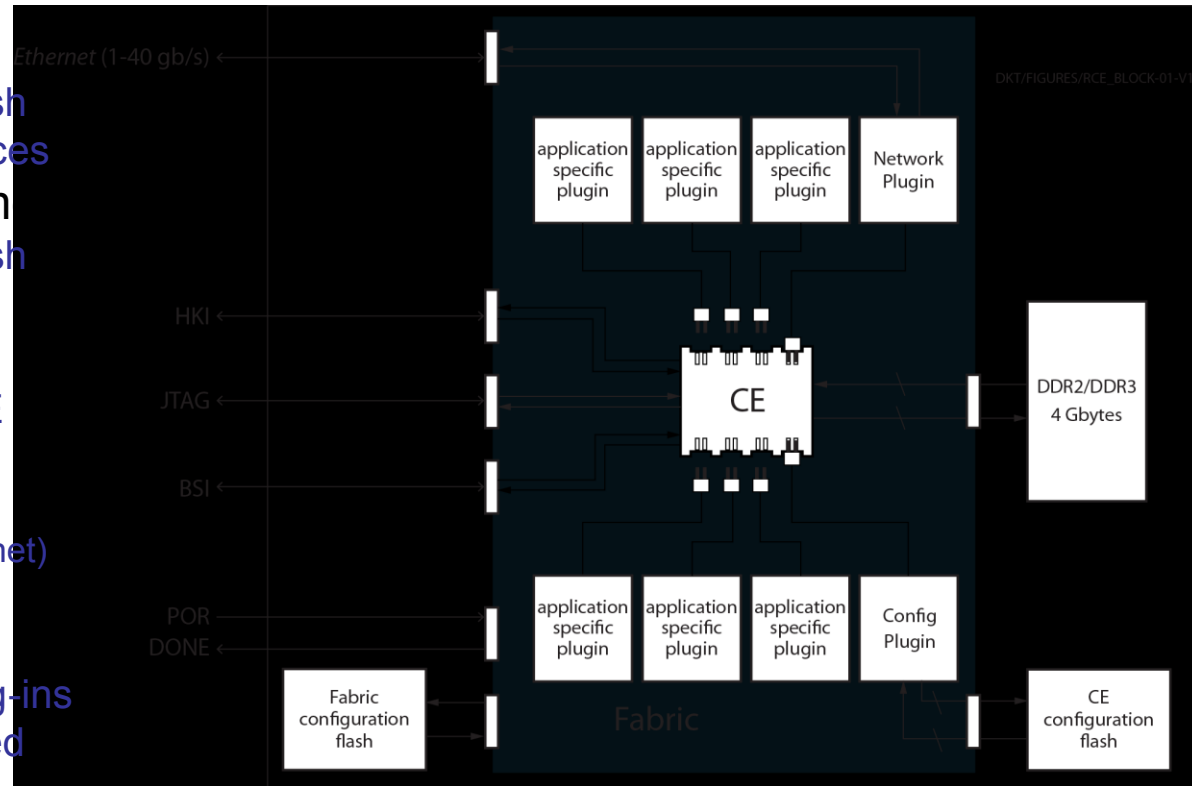 Ethernet (1-40 gb/s)
DKT/FIGURES/RCE_BLOCK-01-V1
sh
ces
n
sh
net)
g-ins
ed
application
specific
plugin
application
specific
plugin
application
specific
plugin
Network
Plugin
HKI
JTAG
BSI
CE
DDR2/DDR3
4 Gbytes
POR
DONE
application
specific
plugin
application
specific
plugin
application
specific
plugin
Config
Plugin
Fabric
configuration
flash
Fabric
CE
configuration
flash